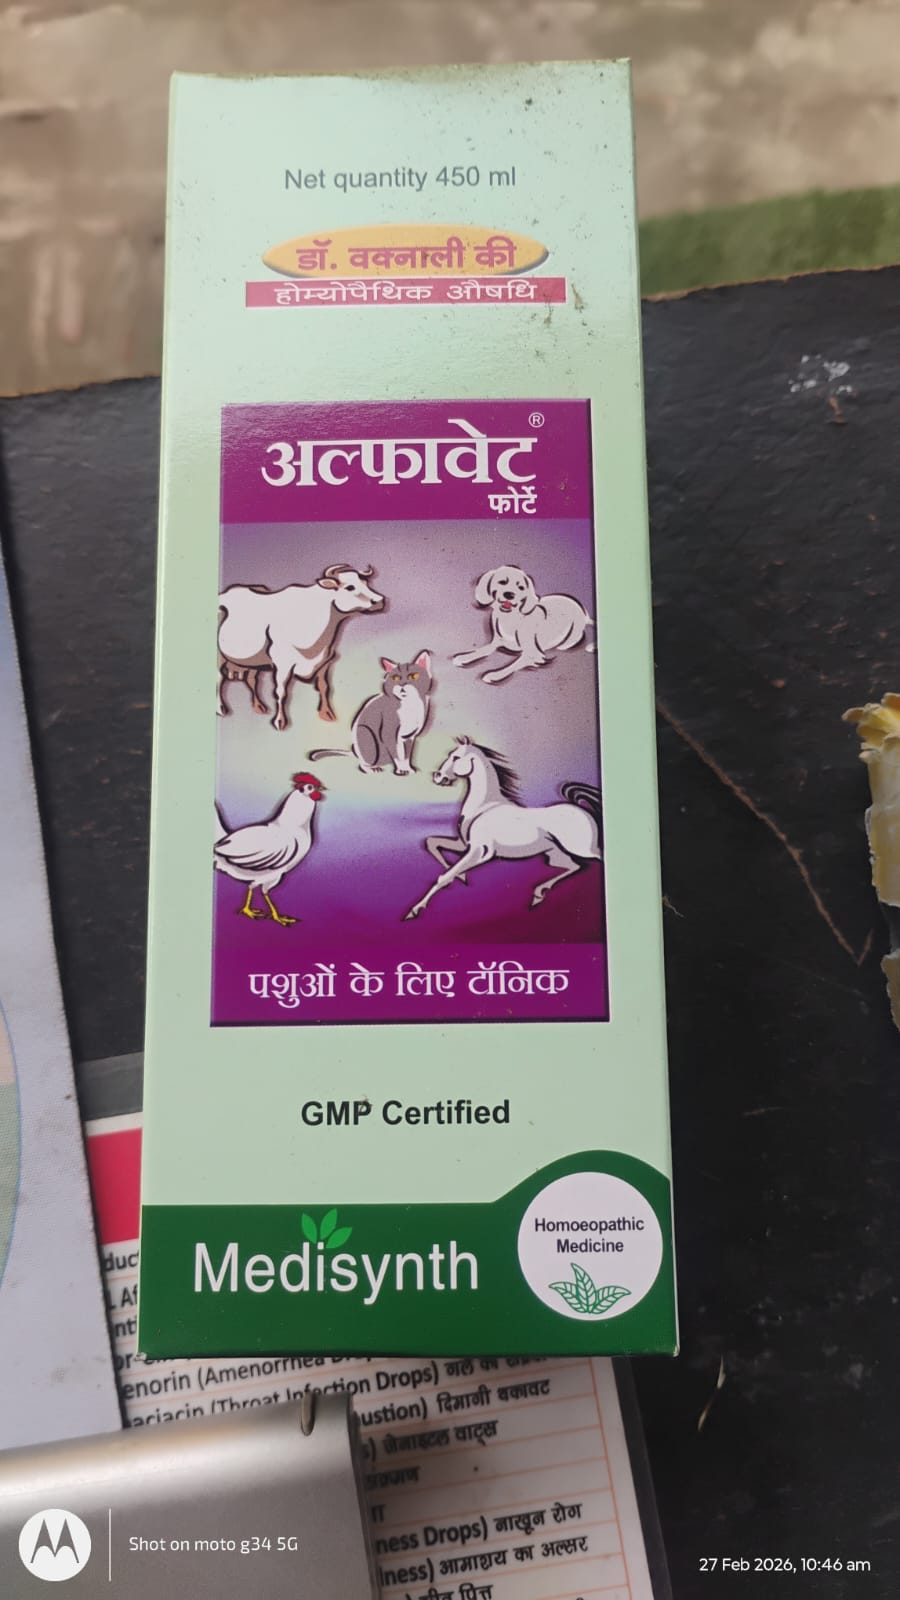 Net quantity 450 ml
डॉ. वक्नाली की
होम्योपैथिक औषधि
अल्फावेट ®
फोर्टे
पशुओं के लिए टॉनिक
GMP Certified
Medisynth
Homoeopathic
Medicine
enorin (Amenorrhea
(Throat Infection Drops) गले का
ustion) दिमागी थकावट
जेनाइटल वार्ट्स
ness Drops) नाखून रोग
lness) आमाशय का अल्सर
पित्त
Shot on moto g34 5G
27 Feb 2026, 10:46 am